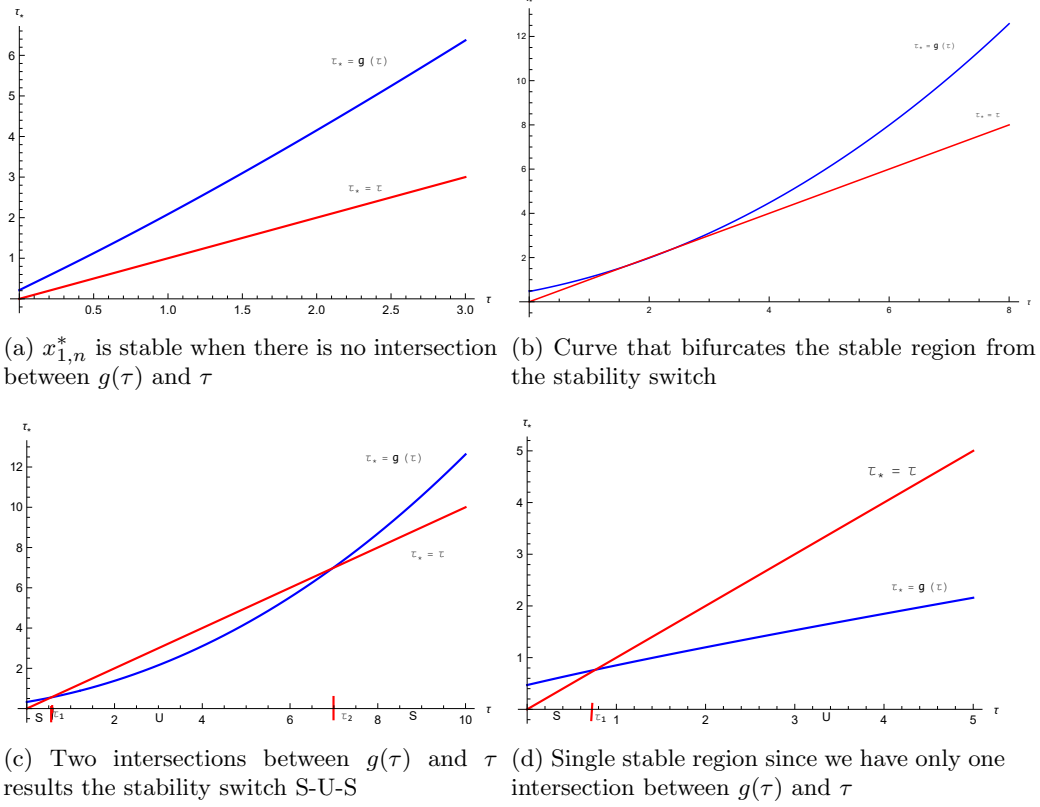 τ*
6
5
4
3
2
1
0.5 1.0 1.5 2.0 2.5 3.0 τ
τ* = g (τ)
τ* = τ
(a) x*1,n is stable when there is no intersection
between g(τ) and τ
12
10
8
6
4
2
2 4 6 8 τ
τ* = g (τ)
τ* = τ
(b) Curve that bifurcates the stable region from
the stability switch
τ*
12
10
8
6
4
2
τ* = g (τ)
τ* = τ
2 4 6 8 10 τ
S τ1 U τ2 S
(c) Two intersections between g(τ) and τ
results the stability switch S-U-S
τ*
5
4
3
2
1
τ* = τ
τ* = g (τ)
1 2 3 4 5 τ
S τ1 U
(d) Single stable region since we have only one
intersection between g(τ) and τ